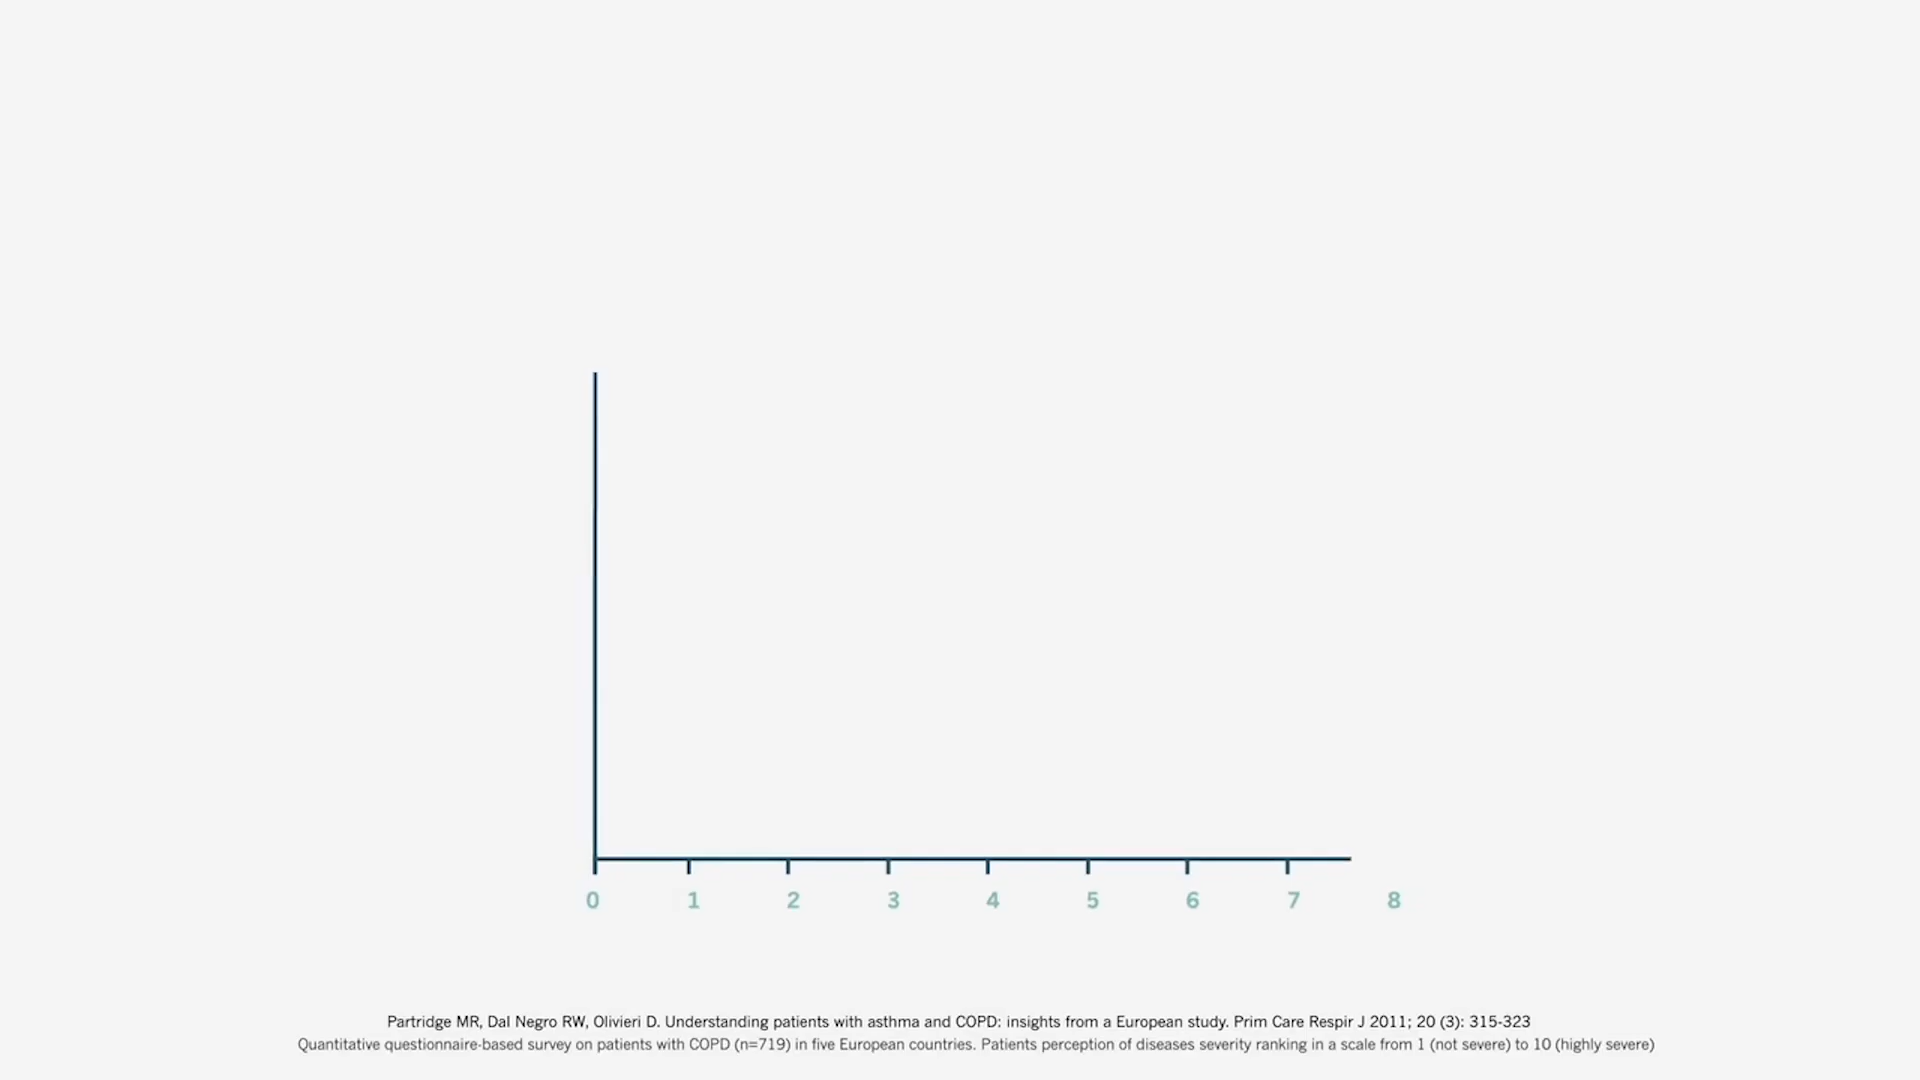 0 1 2 3 4 5 6 7 8
Partridge MR, Dal Negro RW, Olivieri D. Understanding patients with asthma and COPD: insights from a European study. Prim Care Respir J 2011; 20 (3): 315-323
Quantitative questionnaire-based survey on patients with COPD (n=719) in five European countries. Patients perception of diseases severity ranking in a scale from 1 (not severe) to 10 (highly severe)